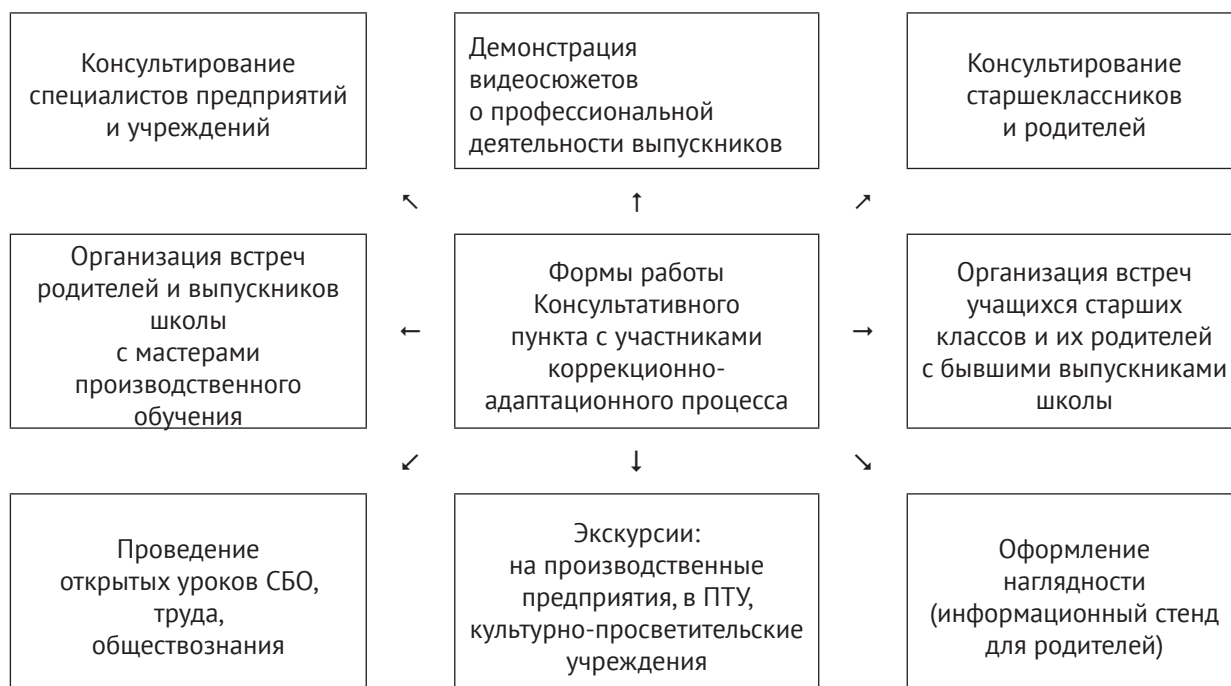 Консультирование
специалистов предприятий
и учреждений
Демонстрация
видеосюжетов
о профессиональной
деятельности выпускников
Консультирование
старшеклассников
и родителей
↖ ↑ ↗
Организация встреч
родителей и выпускников
школы
с мастерами
производственного
обучения
←
Формы работы
Консультативного
пункта с участниками
коррекционно-
адаптационного процесса
→
Организация встреч
учащихся старших
классов и их родителей
с бывшими выпускниками
школы
↙ ↓ ↘
Проведение
открытых уроков СБО,
труда,
обществознания
Экскурсии:
на производственные
предприятия, в ПТУ,
культурно-просветительские
учреждения
Оформление
наглядности
(информационный стенд
для родителей)